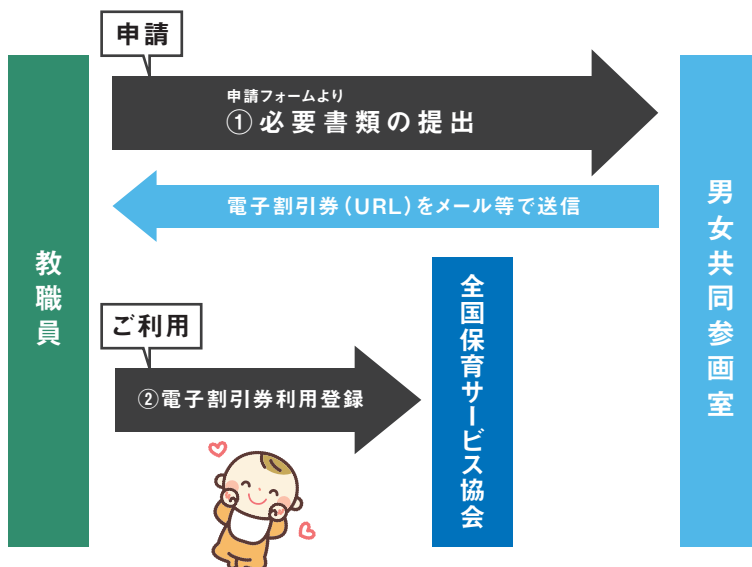 申請
申請フォームより
①必要書類の提出
電子割引券(URL)をメール等で送信
教職員
男女共同参画室
ご利用
②電子割引券利用登録
全国保育サービス協会